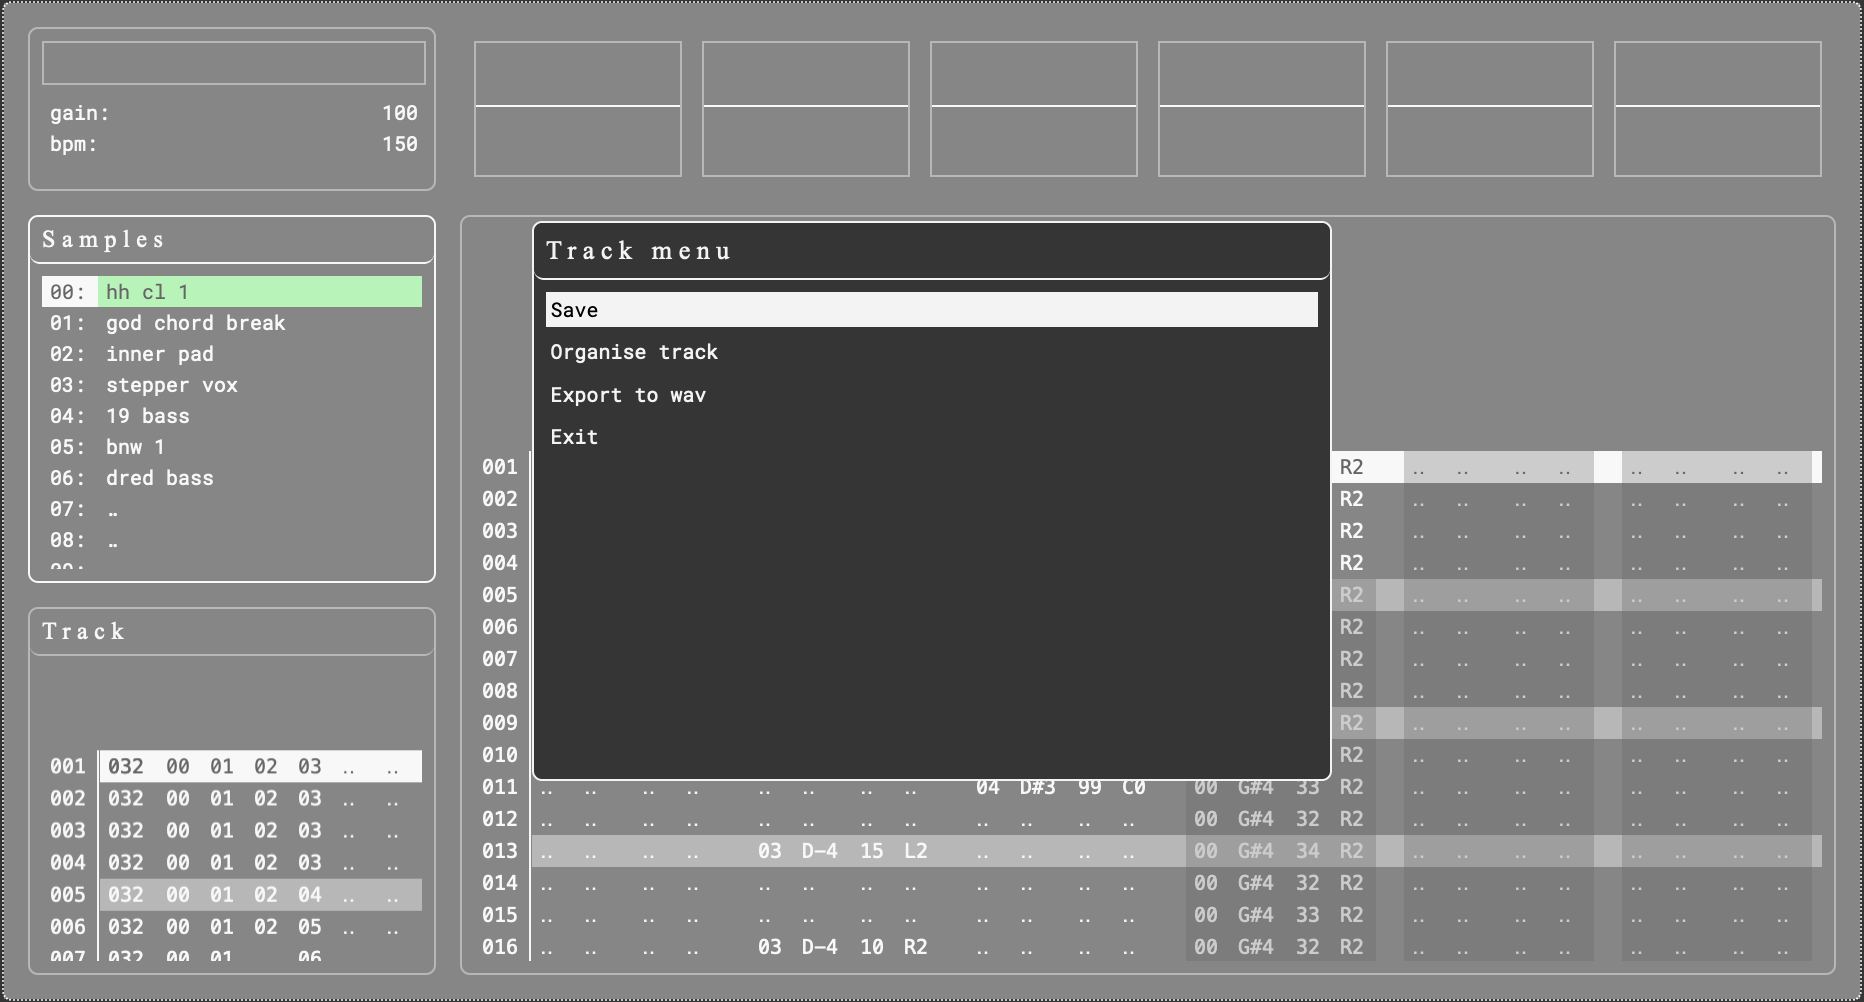 gain: 100
bpm: 150
Samples
00: hh cl 1
01: god chord break
02: inner pad
03: stepper vox
04: 19 bass
05: bnw 1
06: dred bass
07: ..
08: ..
09:
Track
001 032 00 01 02 03 .. ..
002 032 00 01 02 03 .. ..
003 032 00 01 02 03 .. ..
004 032 00 01 02 03 .. ..
005 032 00 01 02 04 .. ..
006 032 00 01 02 05 .. ..
007 032 00 01 06
Track menu
Save
Organise track
Export to wav
Exit
001 R2 .. .. .. .. .. .. .. ..
002 R2 .. .. .. .. .. .. .. ..
003 R2 .. .. .. .. .. .. .. ..
004 R2 .. .. .. .. .. .. .. ..
005 R2 .. .. .. .. .. .. .. ..
006 R2 .. .. .. .. .. .. .. ..
007 R2 .. .. .. .. .. .. .. ..
008 R2 .. .. .. .. .. .. .. ..
009 R2 .. .. .. .. .. .. .. ..
010 R2 .. .. .. .. .. .. .. ..
011 .. .. .. .. .. .. .. .. 04 D#3 99 C0 00 G#4 33 R2 .. .. .. .. .. .. .. ..
012 .. .. .. .. .. .. .. .. .. .. .. .. 00 G#4 32 R2 .. .. .. .. .. .. .. ..
013 .. .. .. .. 03 D-4 15 L2 .. .. .. .. 00 G#4 34 R2 .. .. .. .. .. .. .. ..
014 .. .. .. .. .. .. .. .. .. .. .. .. 00 G#4 32 R2 .. .. .. .. .. .. .. ..
015 .. .. .. .. .. .. .. .. .. .. .. .. 00 G#4 33 R2 .. .. .. .. .. .. .. ..
016 .. .. .. .. 03 D-4 10 R2 .. .. .. .. 00 G#4 32 R2 .. .. .. .. .. .. .. ..